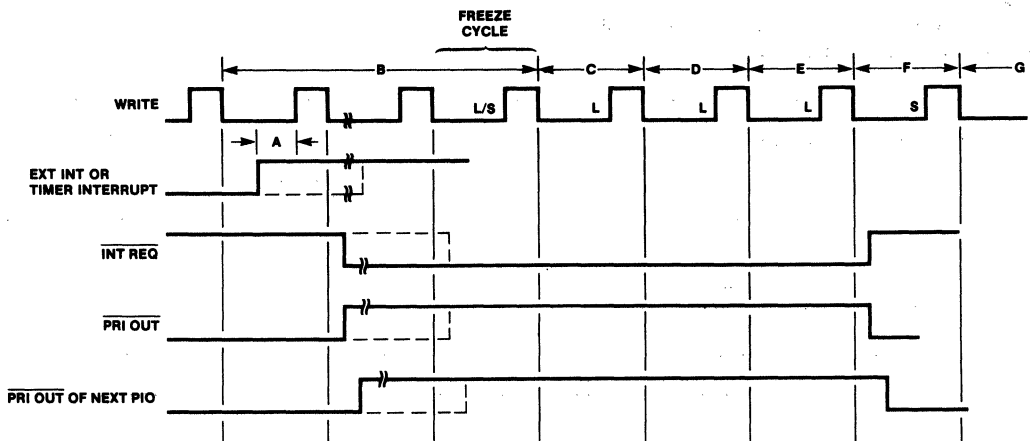 FREEZE
CYCLE
B C D E F G
WRITE L/S L L L S
A
EXT INT OR
TIMER INTERRUPT
INT REQ
PRI OUT
PRI OUT OF NEXT PIO